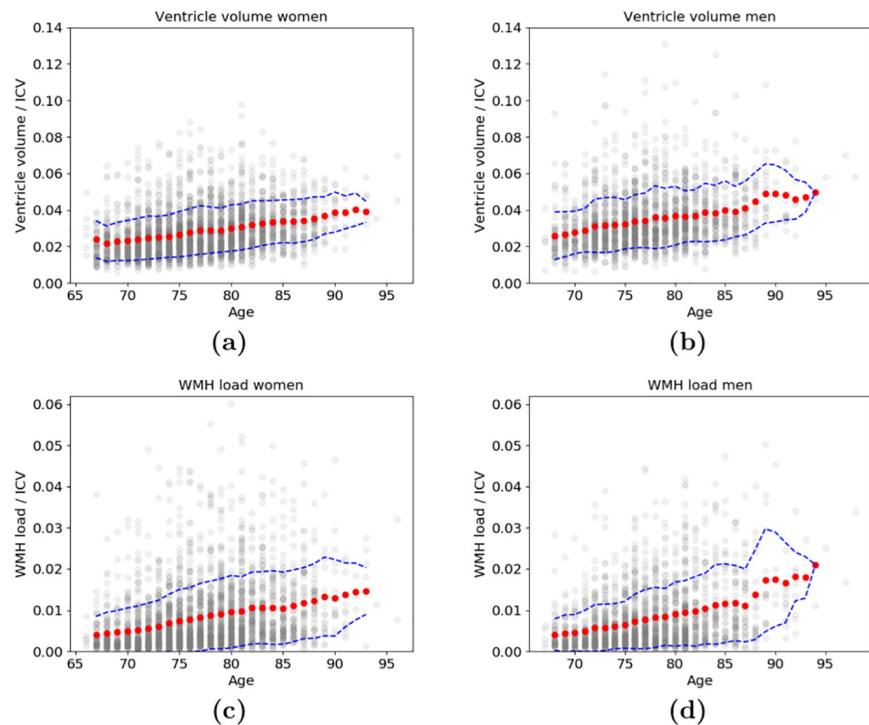 Ventricle volume women
Ventricle volume / ICV
0.14
0.12
0.10
0.08
0.06
0.04
0.02
0.00
65 70 75 80 85 90 95
Age
(a)
Ventricle volume men
Ventricle volume / ICV
0.14
0.12
0.10
0.08
0.06
0.04
0.02
0.00
70 75 80 85 90 95
Age
(b)
WMH load women
WMH load / ICV
0.06
0.05
0.04
0.03
0.02
0.01
0.00
65 70 75 80 85 90 95
Age
(c)
WMH load men
WMH load / ICV
0.06
0.05
0.04
0.03
0.02
0.01
0.00
70 75 80 85 90 95
Age
(d)